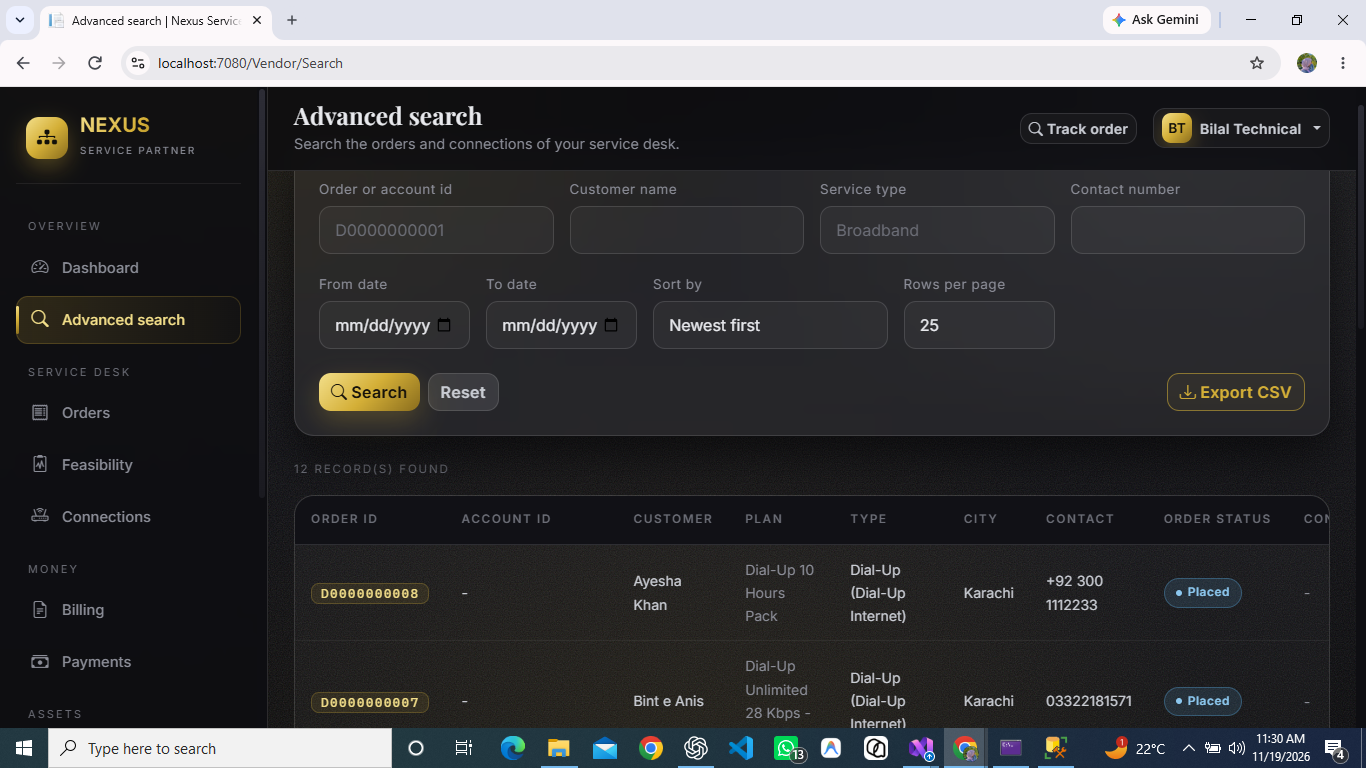 Advanced search | Nexus Servic
Ask Gemini
localhost:7080/Vendor/Search
NEXUS
SERVICE PARTNER
Advanced search
Search the orders and connections of your service desk.
Track order
BT Bilal Technical
OVERVIEW
Dashboard
Advanced search
SERVICE DESK
Orders
Feasibility
Connections
MONEY
Billing
Payments
ASSETS
Order or account id Customer name Service type Contact number
D0000000001 Broadband
From date To date Sort by Rows per page
mm/dd/yyyy mm/dd/yyyy Newest first 25
Search Reset Export CSV
12 RECORD(S) FOUND
ORDER ID ACCOUNT ID CUSTOMER PLAN TYPE CITY CONTACT ORDER STATUS CON
D0000000008 - Ayesha Khan Dial-Up 10 Hours Pack Dial-Up (Dial-Up Internet) Karachi +92 300 1112233 Placed -
D0000000007 - Bint e Anis Dial-Up Unlimited 28 Kbps - Dial-Up (Dial-Up Internet) Karachi 03322181571 Placed -
Type here to search
13
1
22°C
11:30 AM
11/19/2026
4